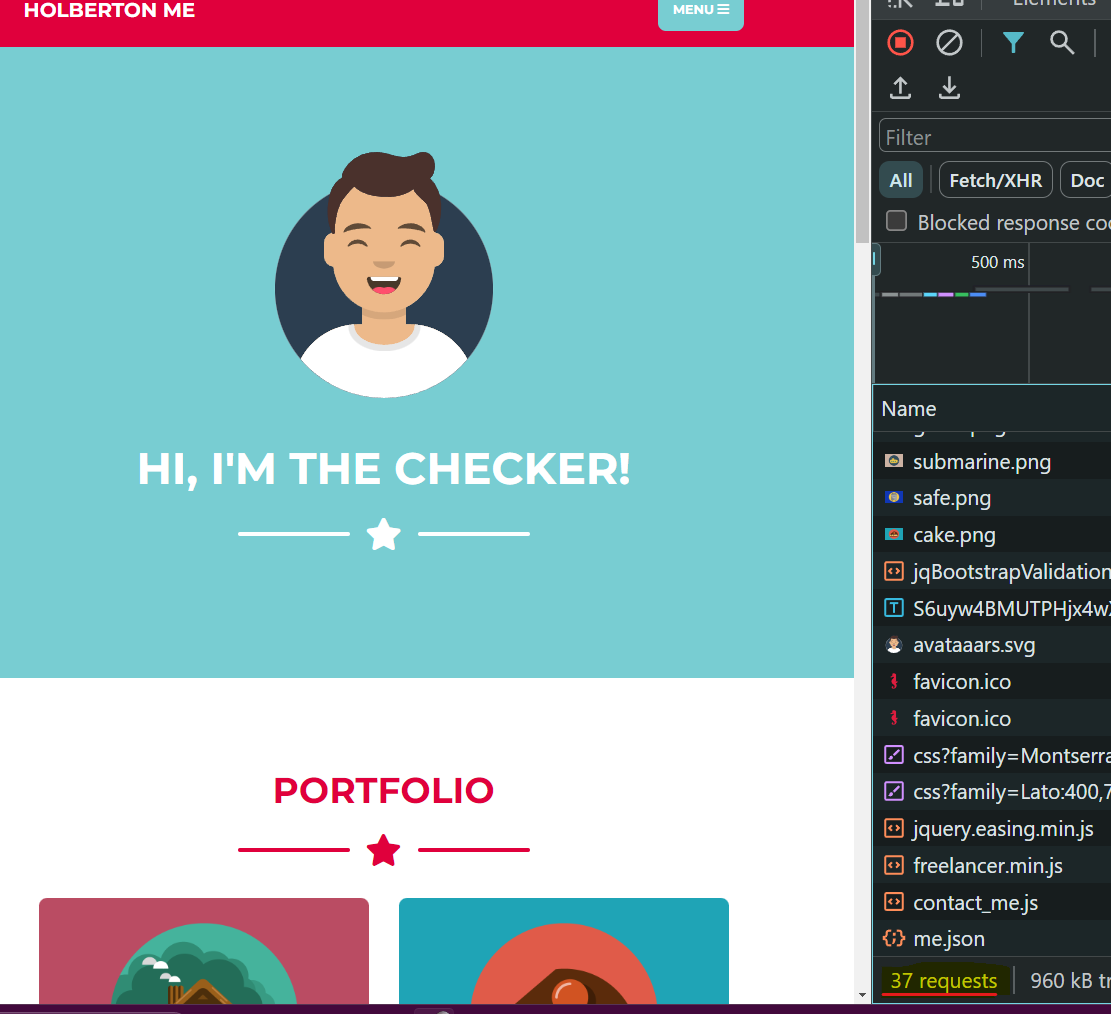 HOLBERTON ME
MENU
HI, I'M THE CHECKER!
PORTFOLIO
Elements
Filter
All
Fetch/XHR
Doc
Blocked response coo
500 ms
Name
submarine.png
safe.png
cake.png
jqBootstrapValidation
S6uyw4BMUTPHjx4wX
avataaars.svg
favicon.ico
favicon.ico
css?family=Montserra
css?family=Lato:400,7
jquery.easing.min.js
freelancer.min.js
contact_me.js
me.json
37 requests
960 kB tr